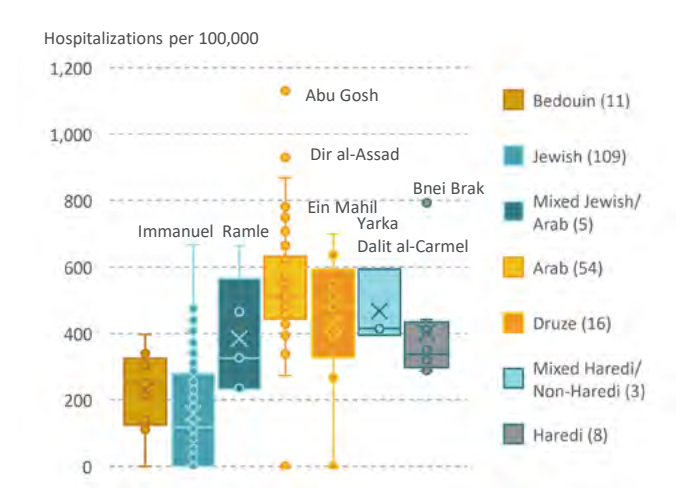 Hospitalizations per 100,000
1,200
Abu Gosh
Bedouin (11)
1,000
Dir al-Assad
Jewish (109)
800
Bnei Brak
Ein Mahil
Mixed Jewish/
Arab (5)
Immanuel
Ramle
Yarka
Dalit al-Carmel
600
Arab (54)
400
Druze (16)
Mixed Haredi/
Non-Haredi (3)
200
Haredi (8)
0